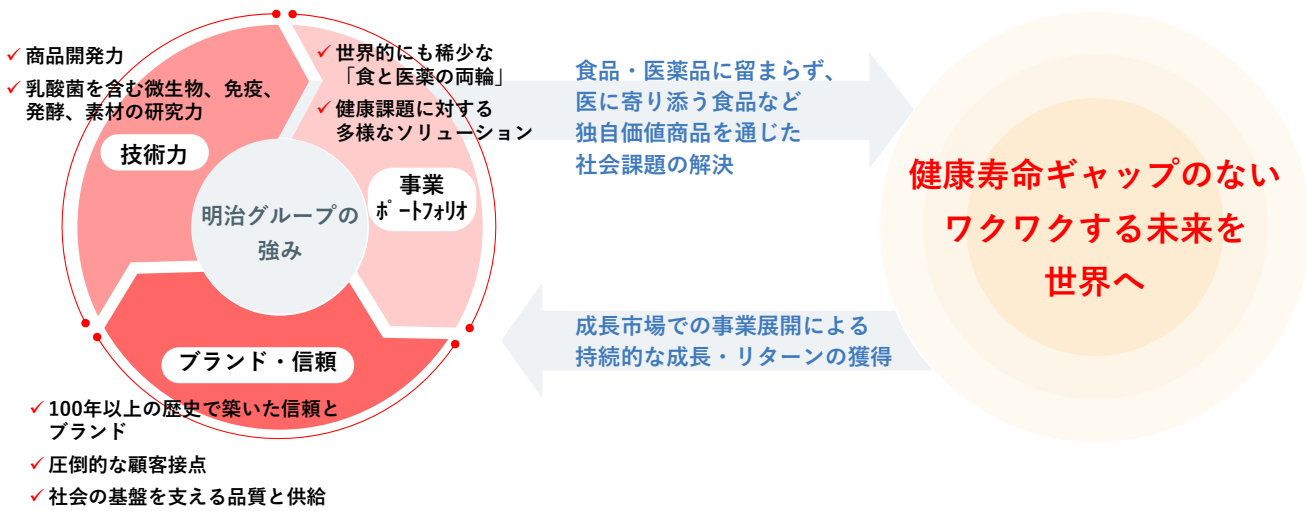 商品開発力
乳酸菌を含む微生物、免疫、
発酵、素材の研究力
技術力
世界的にも稀少な
「食と医薬の両輪」
健康課題に対する
多様なソリューション
事業
ポートフォリオ
明治グループの
強み
ブランド・信頼
100年以上の歴史で築いた信頼と
ブランド
圧倒的な顧客接点
社会の基盤を支える品質と供給
食品・医薬品に留まらず、
医に寄り添う食品など
独自価値商品を通じた
社会課題の解決
成長市場での事業展開による
持続的な成長・リターンの獲得
健康寿命ギャップのない
ワクワクする未来を
世界へ